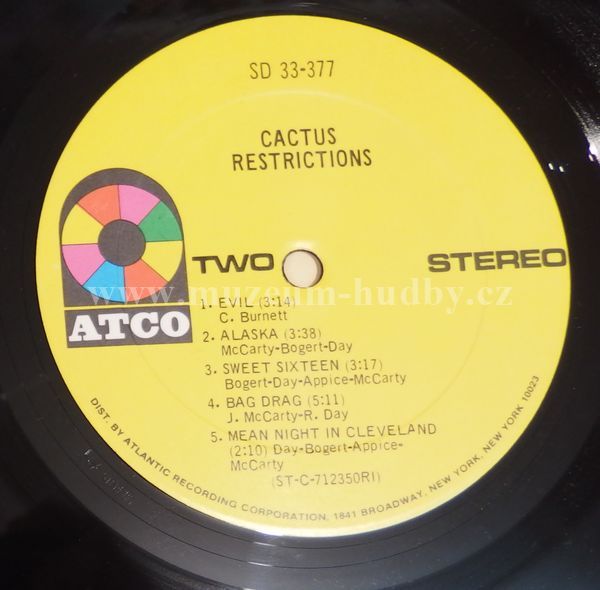 SD 33-377
CACTUS
RESTRICTIONS
TWO
STEREO
ATCO
www.muzeum-hudby.cz
1. EVIL (3:14)
C. Burnett
2. ALASKA (3:38)
McCarty-Bogert-Day
3. SWEET SIXTEEN (3:17)
Bogert-Day-Appice-McCarty
4. BAG DRAG (5:11)
J. McCarty-R. Day
5. MEAN NIGHT IN CLEVELAND
(2:10) Day-Bogert-Appice-
McCarty
(ST-C-712350RI)
DIST. BY ATLANTIC RECORDING CORPORATION, 1841 BROADWAY, NEW YORK, NEW YORK 10023